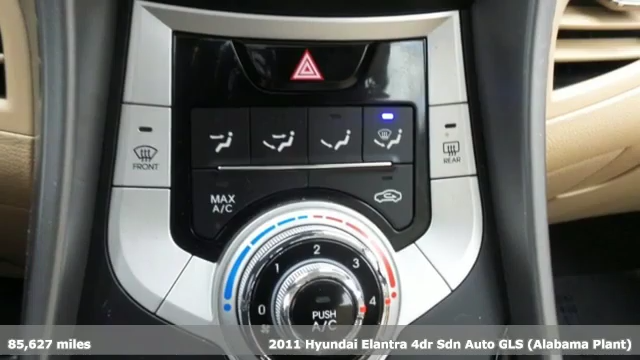 FRONT
REAR
MAX
A/C
0 1 2 3 4
PUSH
A/C
85,627 miles
2011 Hyundai Elantra 4dr Sdn Auto GLS (Alabama Plant)